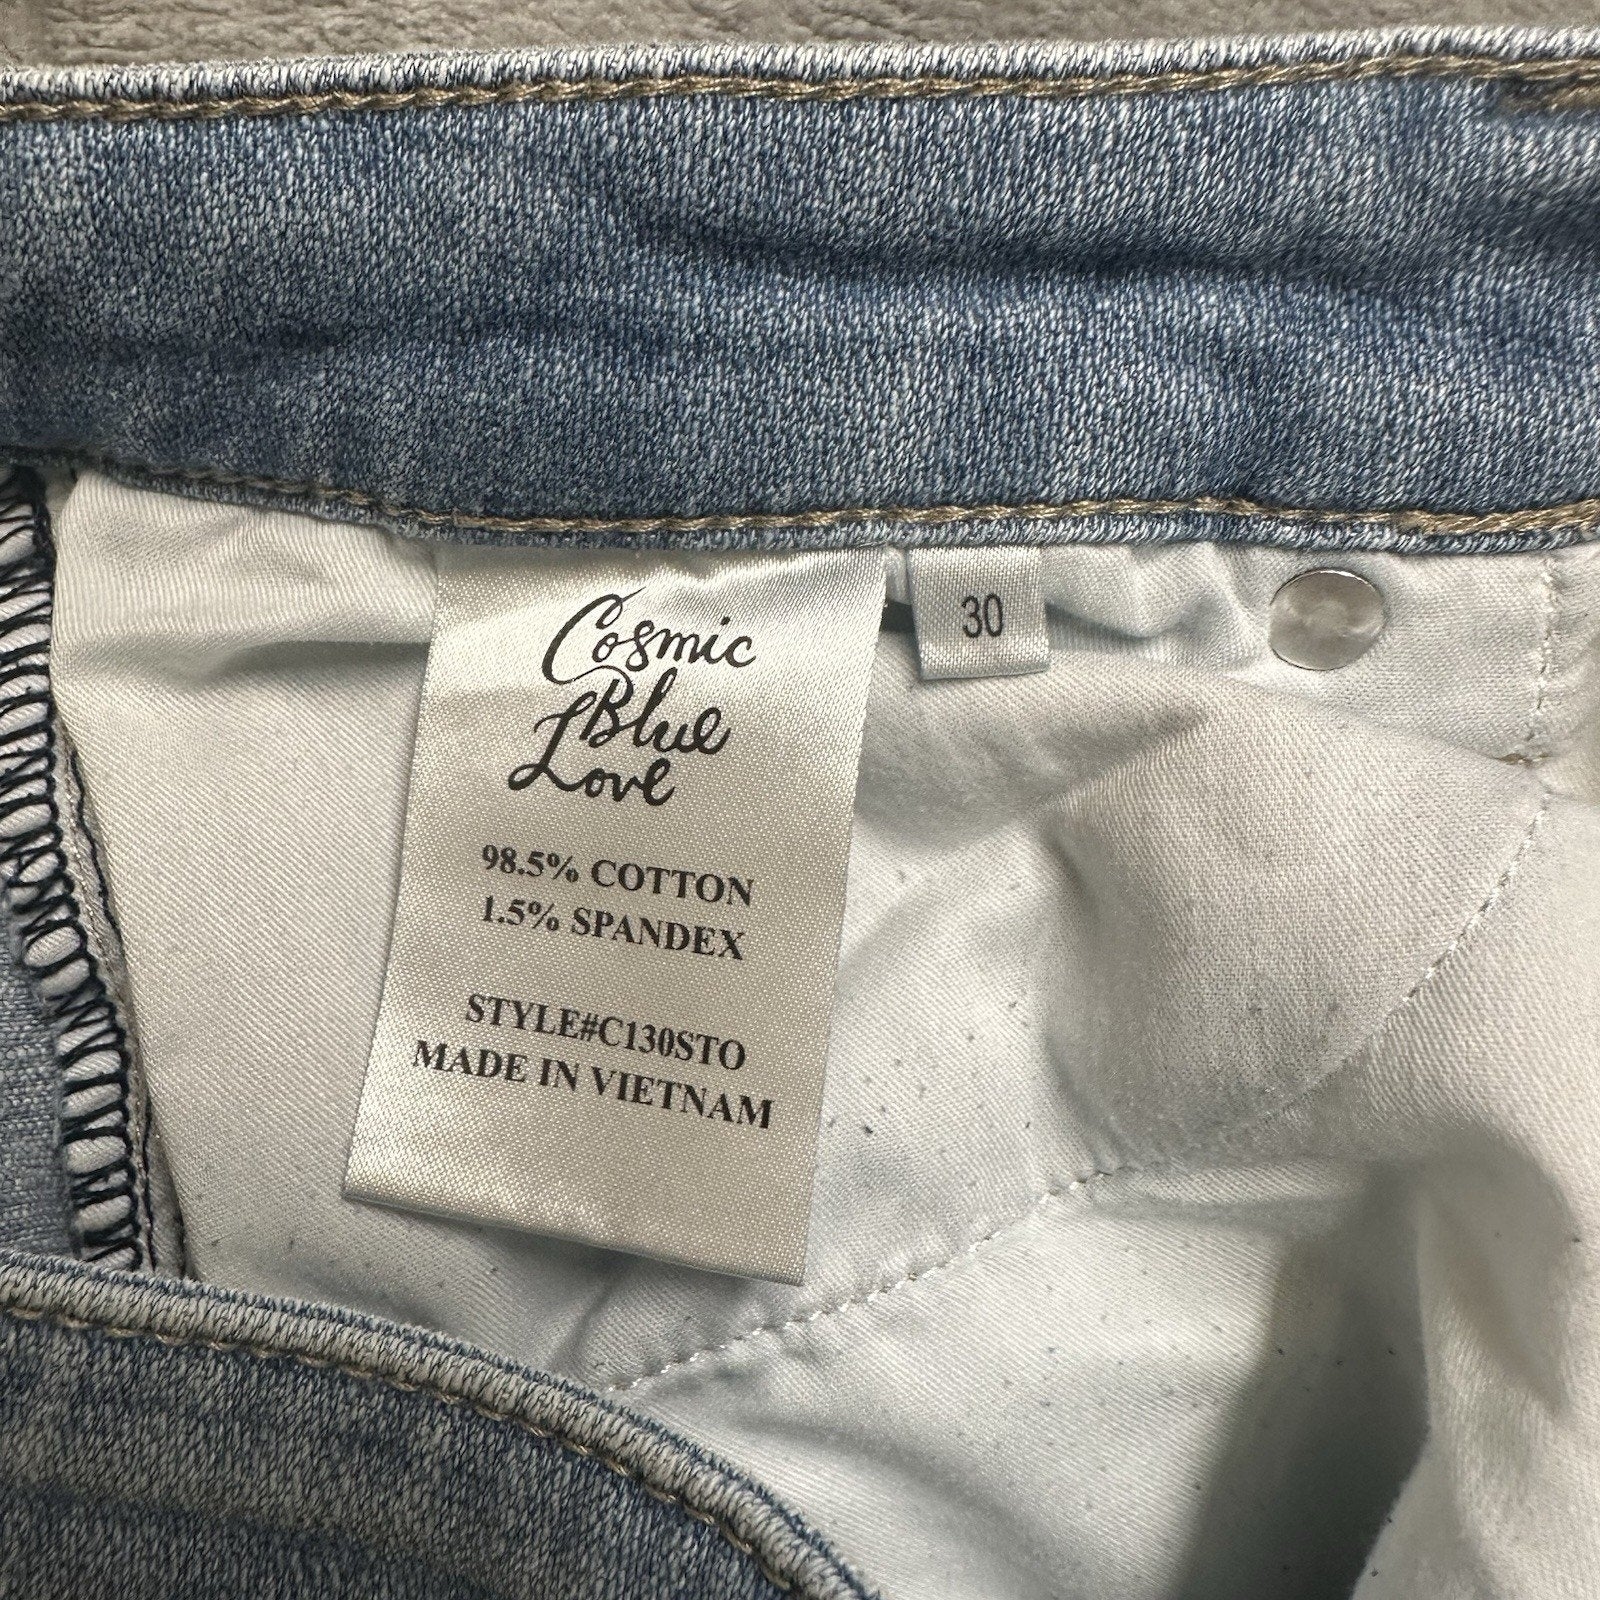 Cosmic
Blue
Love
30
98.5% COTTON
1.5% SPANDEX
STYLE#C130STO
MADE IN VIETNAM